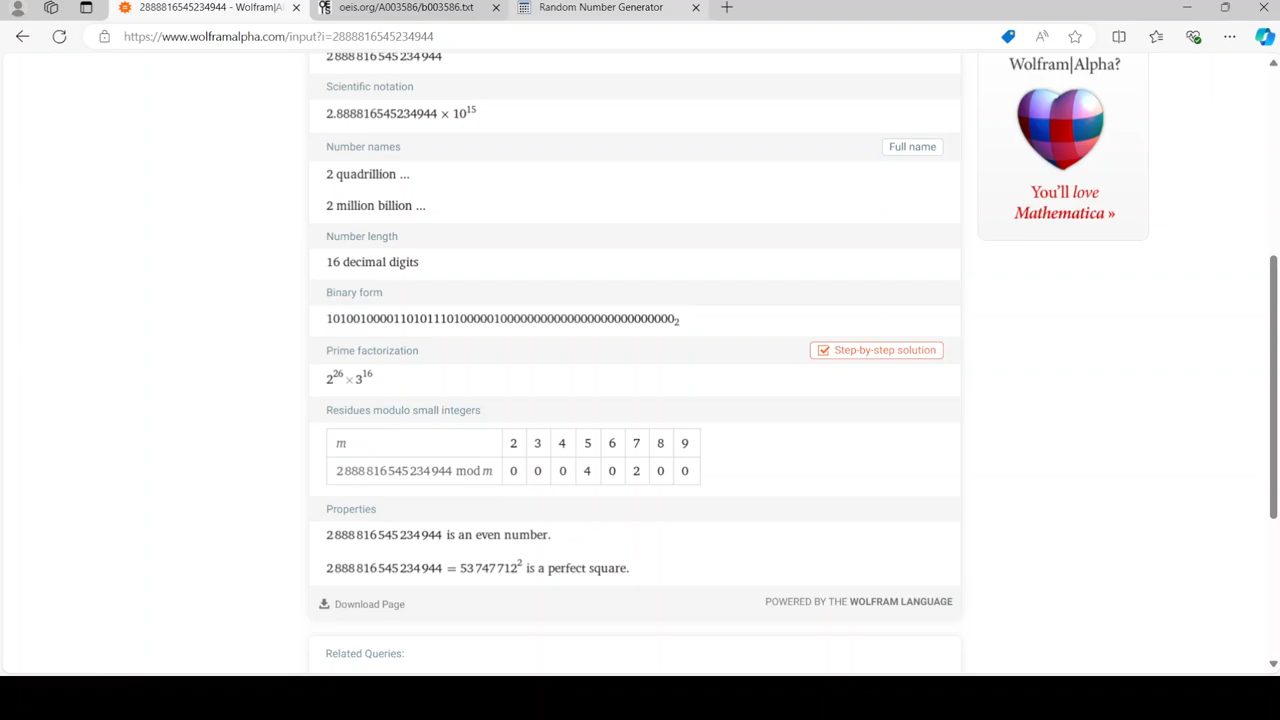 2888816545234944 - Wolfram|Al
oeis.org/A003586/b003586.txt
Random Number Generator
https://www.wolframalpha.com/input?i=2888816545234944
2 888 816 545 234 944
Wolfram|Alpha?
Scientific notation
2.888816545234944 × 10^15
Number names
Full name
2 quadrillion ...
2 million billion ...
You'll love
Mathematica »
Number length
16 decimal digits
Binary form
Prime factorization
Step-by-step solution
2^26 × 3^16
Residues modulo small integers
m 2 3 4 5 6 7 8 9
2 888 816 545 234 944 mod m 0 0 0 4 0 2 0 0
Properties
2 888 816 545 234 944 is an even number.
2 888 816 545 234 944 = 53 747 712^2 is a perfect square.
Download Page
POWERED BY THE WOLFRAM LANGUAGE
Related Queries: